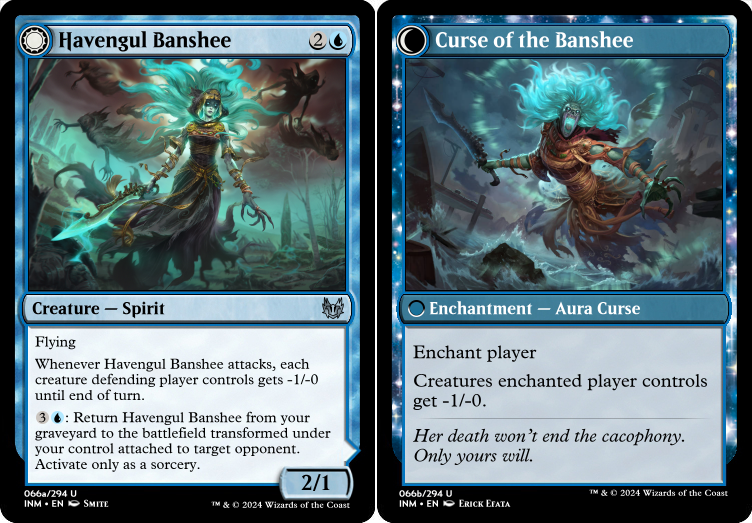 Havengul Banshee
2
Creature — Spirit
Flying
Whenever Havengul Banshee attacks, each
creature defending player controls gets -1/-0
until end of turn.
3 : Return Havengul Banshee from your
graveyard to the battlefield transformed under
your control attached to target opponent.
Activate only as a sorcery.
2/1
066a/294 U
INM • EN SMITE
™ & © 2024 Wizards of the Coast
Curse of the Banshee
Enchantment — Aura Curse
Enchant player
Creatures enchanted player controls
get -1/-0.
Her death won't end the cacophony.
Only yours will.
066b/294 U
INM • EN ERICK EFATA
™ & © 2024 Wizards of the Coast